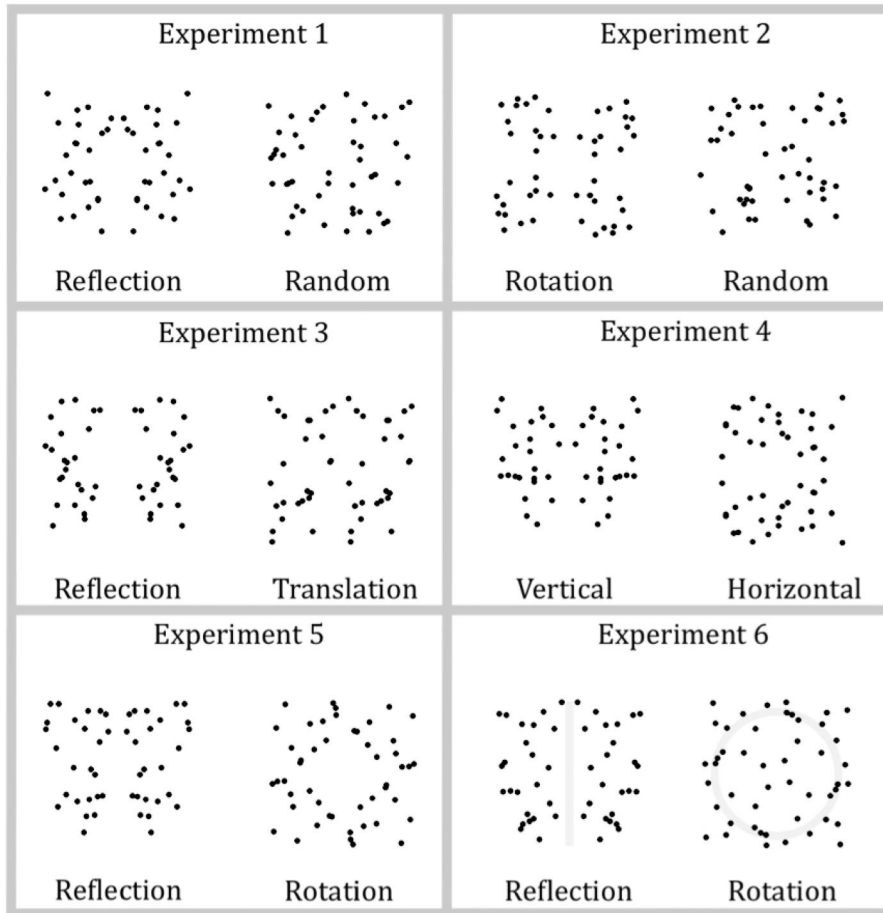 Experiment 1
Reflection Random
Experiment 2
Rotation Random
Experiment 3
Reflection Translation
Experiment 4
Vertical Horizontal
Experiment 5
Reflection Rotation
Experiment 6
Reflection Rotation